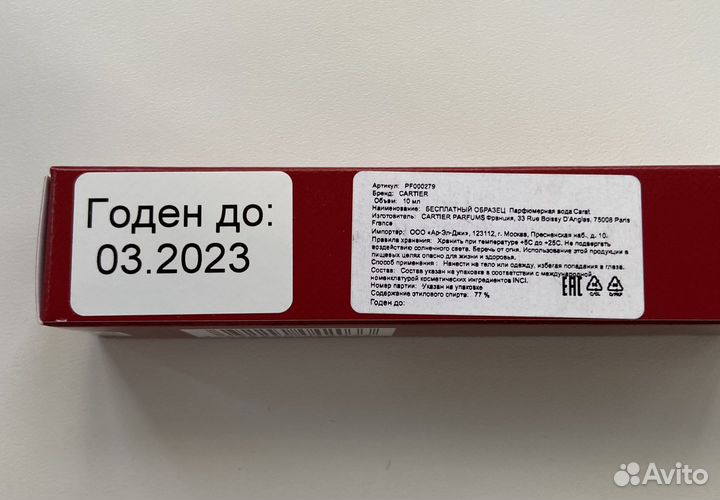 Годен до:
03.2023
Артикул: PF000279
Бренд: CARTIER
Объем: 10 мл
Наименование: БЕСПЛАТНЫЙ ОБРАЗЕЦ Парфюмерная вода Carat
Изготовитель: CARTIER PARFUMS Франция, 33 Rue Boissy D'Anglas, 75008 Paris
France
Импортер: ООО «Ар-Эл-Джи», 123112, г. Москва, Пресненская наб., д. 10.
Правила хранения: Хранить при температуре +5С до +25С. Не подвергать
воздействию солнечного света. Беречь от огня. Использование этой продукции в
пищевых целях опасно для жизни и здоровья.
Способ применения: Нанести на тело или одежду, избегая попадания в глаза.
Состав: Состав указан на упаковке в соответствии с международной
номенклатурой косметических ингредиентов INCI.
Номер партии: Указан на упаковке
Содержание этилового спирта: 77 %
Годен до:
EAC
Avito